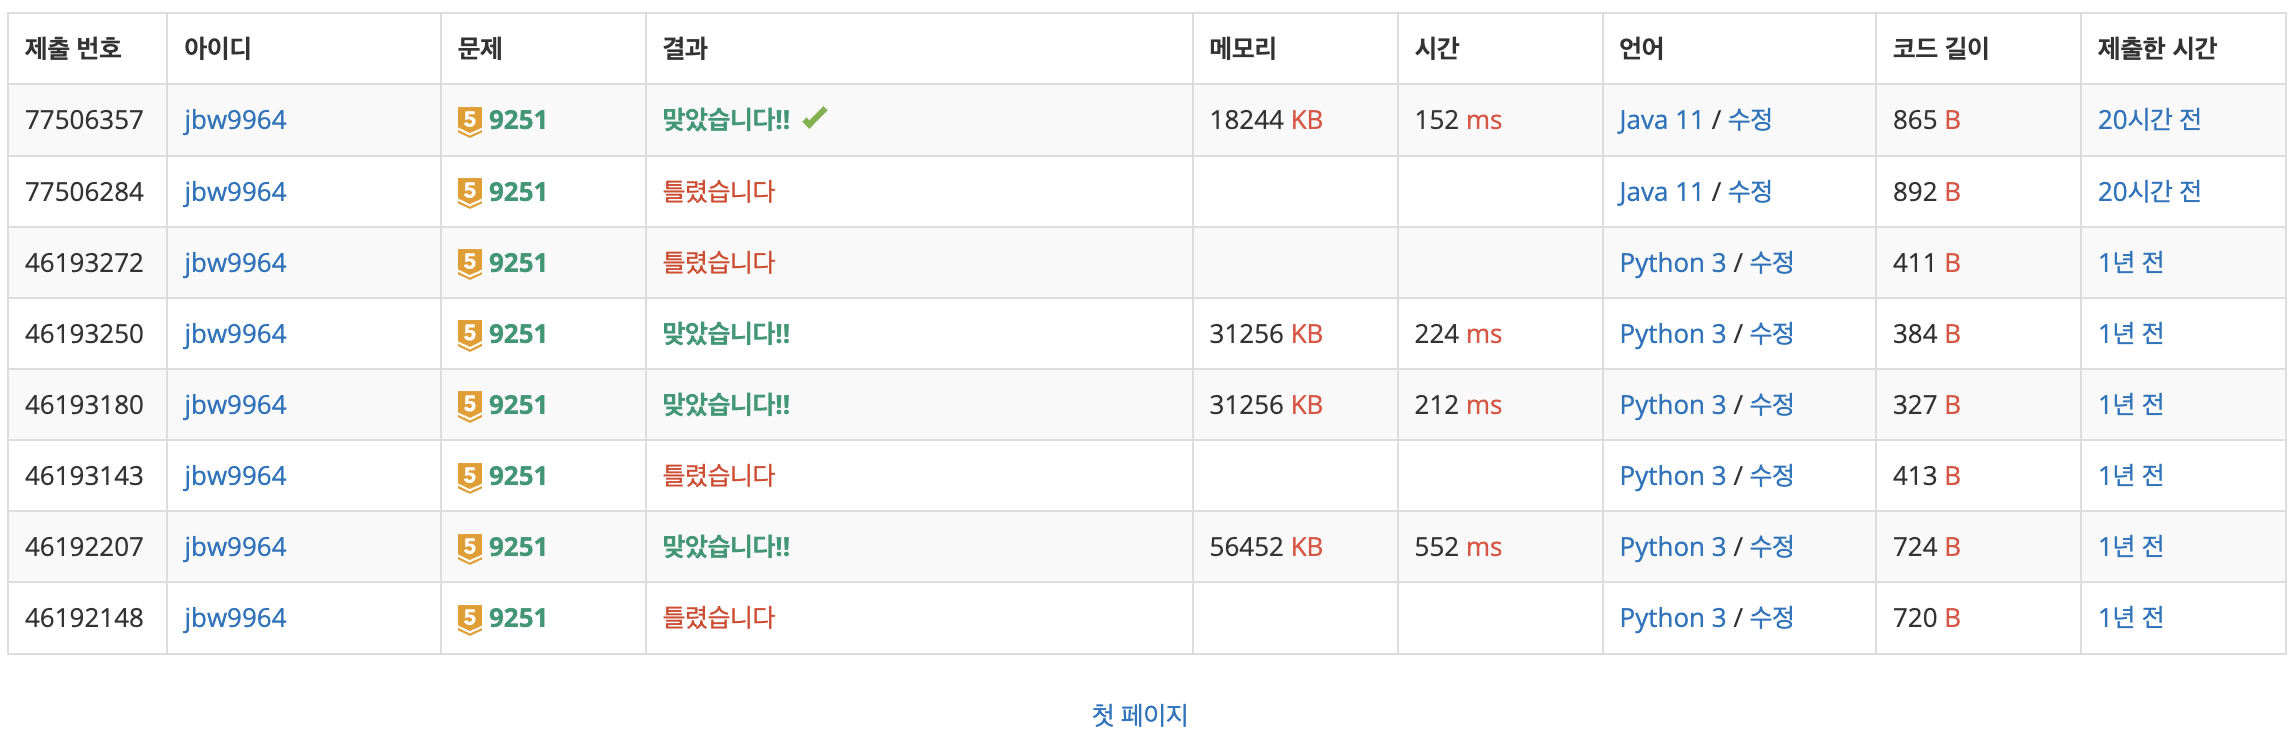 제출 번호 아이디 문제 결과 메모리 시간 언어 코드 길이 제출한 시간
77506357 jbw9964 5 9251 맞았습니다!! 18244 KB 152 ms Java 11 / 수정 865 B 20시간 전
77506284 jbw9964 5 9251 틀렸습니다 Java 11 / 수정 892 B 20시간 전
46193272 jbw9964 5 9251 틀렸습니다 Python 3 / 수정 411 B 1년 전
46193250 jbw9964 5 9251 맞았습니다!! 31256 KB 224 ms Python 3 / 수정 384 B 1년 전
46193180 jbw9964 5 9251 맞았습니다!! 31256 KB 212 ms Python 3 / 수정 327 B 1년 전
46193143 jbw9964 5 9251 틀렸습니다 Python 3 / 수정 413 B 1년 전
46192207 jbw9964 5 9251 맞았습니다!! 56452 KB 552 ms Python 3 / 수정 724 B 1년 전
46192148 jbw9964 5 9251 틀렸습니다 Python 3 / 수정 720 B 1년 전
첫 페이지